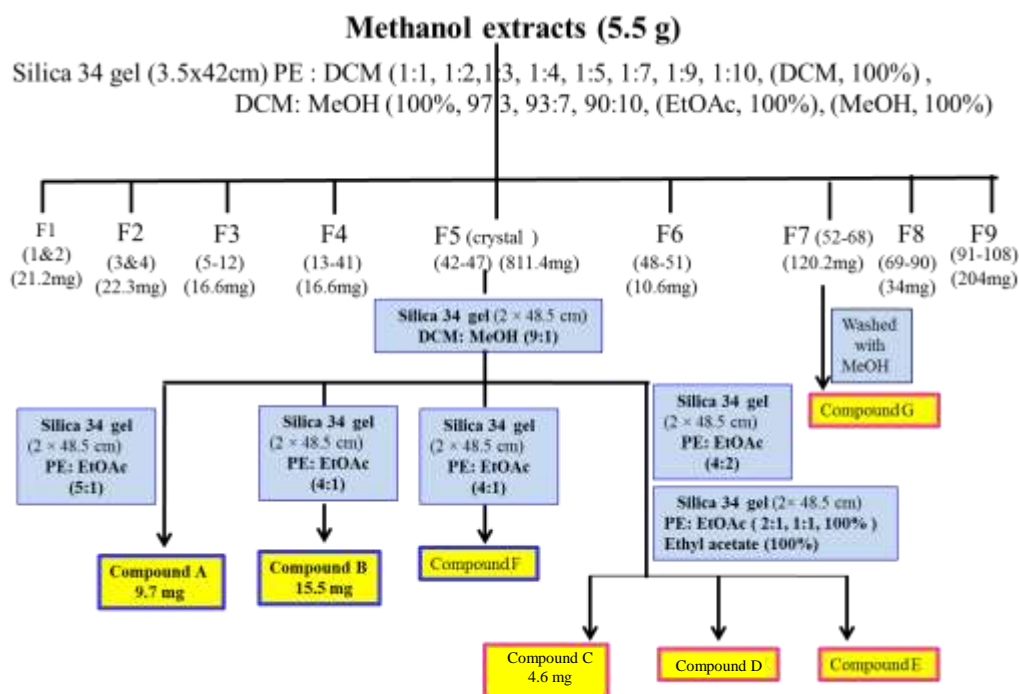 Methanol extracts (5.5 g)
Silica 34 gel (3.5x42cm) PE : DCM (1:1, 1:2,1:3, 1:4, 1:5, 1:7, 1:9, 1:10, (DCM, 100%) ,
DCM: MeOH (100%, 97:3, 93:7, 90:10, (EtOAc, 100%), (MeOH, 100%)
F1
(1&2)
(21.2mg)
F2
(3&4)
(22.3mg)
F3
(5-12)
(16.6mg)
F4
(13-41)
(16.6mg)
F5 (crystal )
(42-47) (811.4mg)
F6
(48-51)
(10.6mg)
F7 (52-68)
(120.2mg)
F8
(69-90)
(34mg)
F9
(91-108)
(204mg)
Silica 34 gel (2 × 48.5 cm)
DCM: MeOH (9:1)
Washed
with
MeOH
Silica 34 gel
(2 × 48.5 cm)
PE: EtOAc
(5:1)
Silica 34 gel
(2 × 48.5 cm)
PE: EtOAc
(4:1)
Silica 34 gel
(2 × 48.5 cm)
PE: EtOAc
(4:1)
Silica 34 gel
(2 × 48.5 cm)
PE: EtOAc
(4:2)
Compound G
Silica 34 gel (2× 48.5 cm)
PE: EtOAc ( 2:1, 1:1, 100% )
Ethyl acetate (100%)
Compound A
9.7 mg
Compound B
15.5 mg
Compound F
Compound C
4.6 mg
Compound D
Compound E